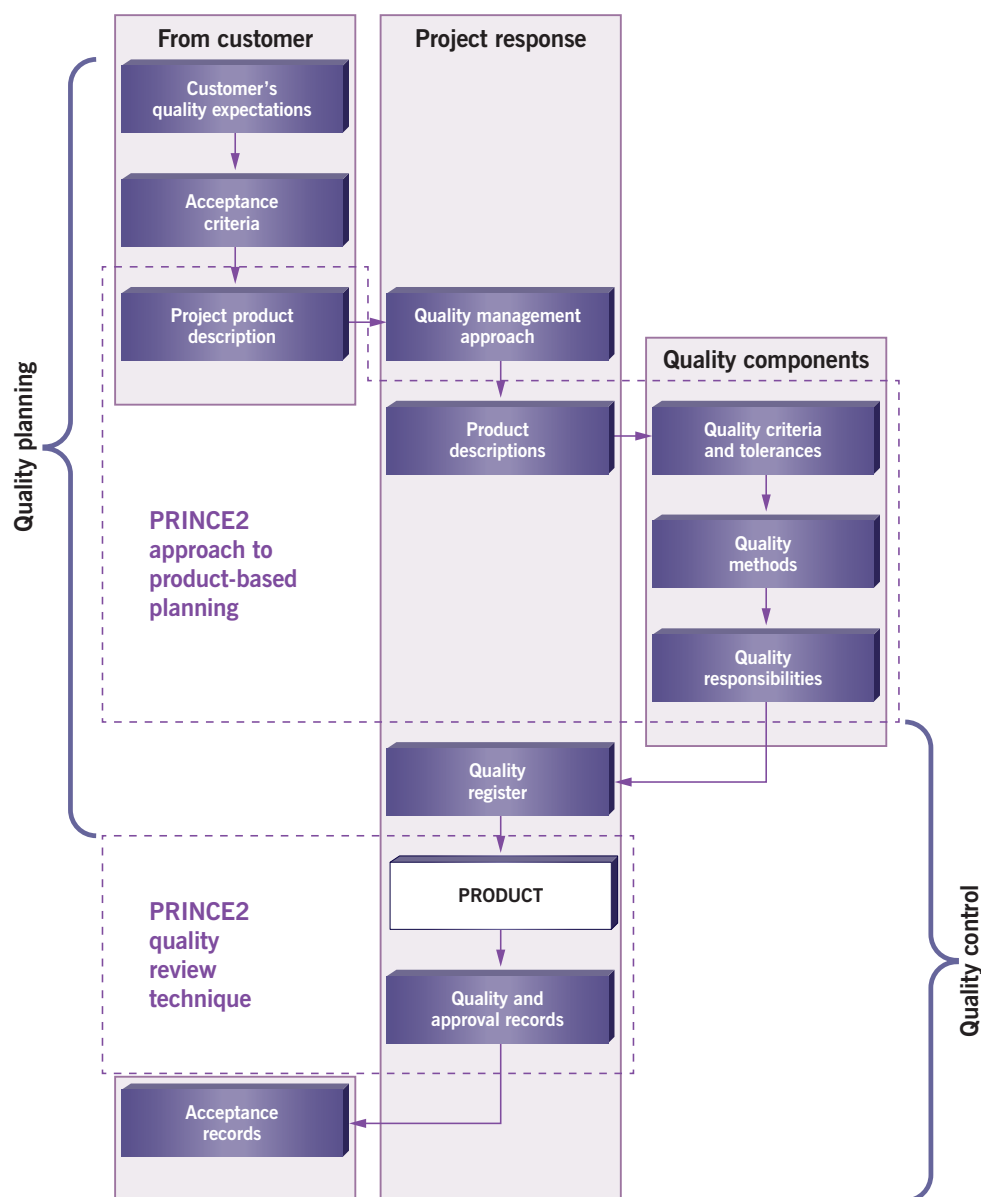 From customer
Project response
Customer's
quality expectations
Acceptance
criteria
Project product
description
Quality management
approach
Quality components
Product
descriptions
Quality criteria
and tolerances
Quality planning
PRINCE2
approach to
product-based
planning
Quality
methods
Quality
responsibilities
Quality
register
PRODUCT
PRINCE2
quality
review
technique
Quality and
approval records
Quality control
Acceptance
records